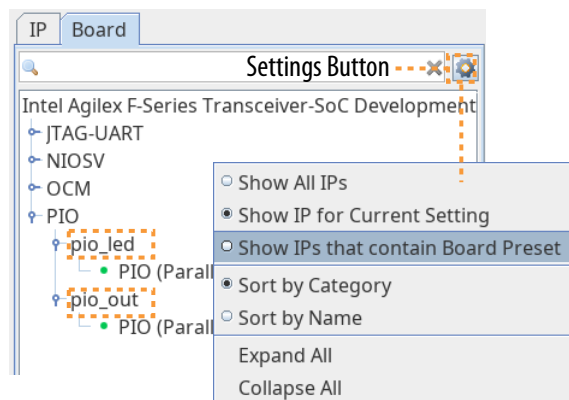 IP Board
Settings Button
Intel Agilex F-Series Transceiver-SoC Development
JTAG-UART
NIOSV
OCM
PIO
pio_led
PIO (Parall
pio_out
PIO (Parall
Show All IPs
Show IP for Current Setting
Show IPs that contain Board Preset
Sort by Category
Sort by Name
Expand All
Collapse All